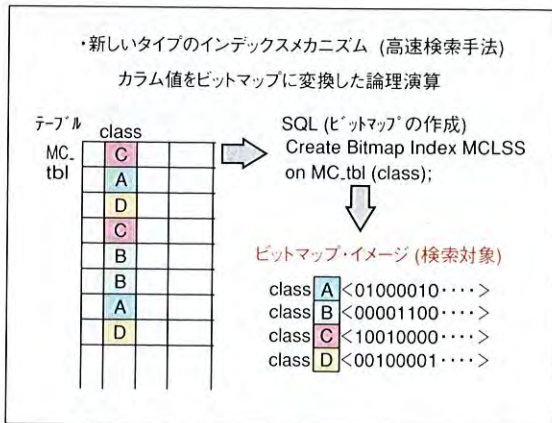 ・新しいタイプのインデックスメカニズム (高速検索手法)
カラム値をビットマップに変換した論理演算
テーブル
class
MC_
tbl
C
A
D
C
B
B
A
D
SQL (ビットマップの作成)
Create Bitmap Index MCLSS
on MC_tbl (class);
ビットマップ・イメージ (検索対象)
class A <01000010‥‥>
class B <00001100‥‥>
class C <10010000‥‥>
class D <00100001‥‥>